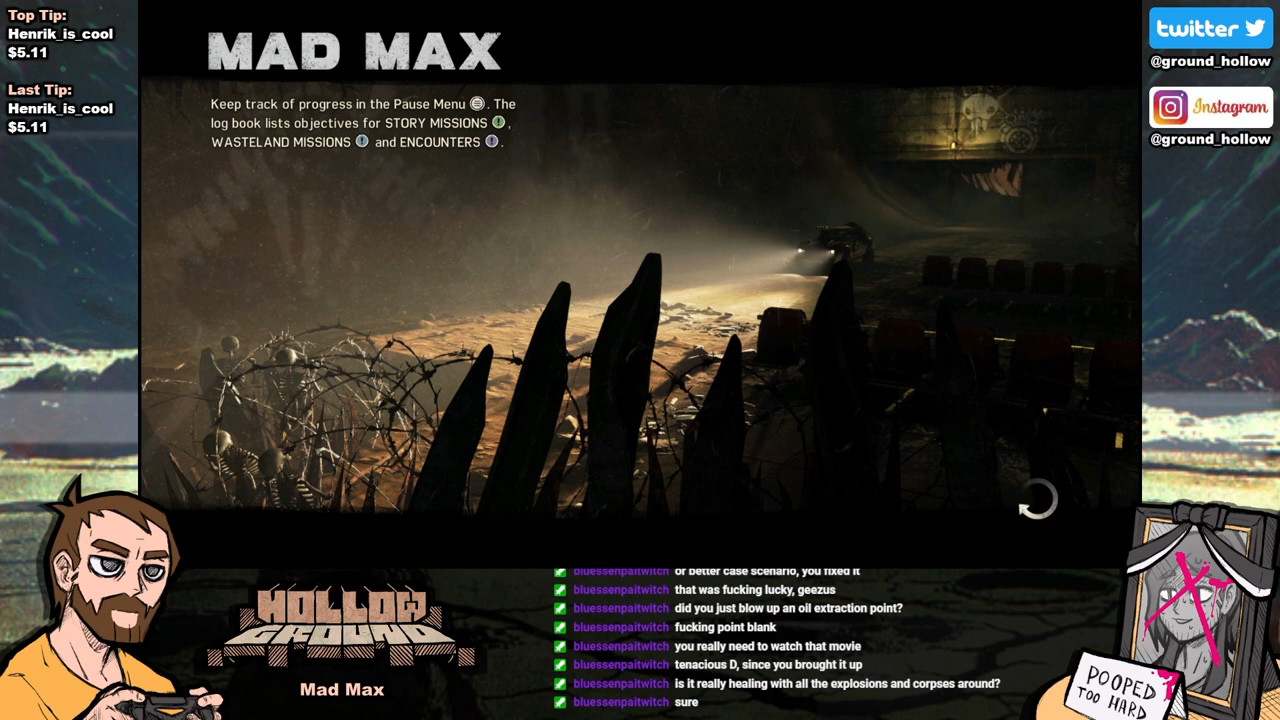 Top Tip:
Henrik_is_cool
$5.11
Last Tip:
Henrik_is_cool
$5.11
MAD MAX
Keep track of progress in the Pause Menu . The
log book lists objectives for STORY MISSIONS ! ,
WASTELAND MISSIONS ! and ENCOUNTERS ! .
twitter
@ground_hollow
Instagram
@ground_hollow
HOLLOW
GROUND
Mad Max
bluessenpaitwitch or better case scenario, you fixed it
bluessenpaitwitch that was fucking lucky, geezus
bluessenpaitwitch did you just blow up an oil extraction point?
bluessenpaitwitch fucking point blank
bluessenpaitwitch you really need to watch that movie
bluessenpaitwitch tenacious D, since you brought it up
bluessenpaitwitch is it really healing with all the explosions and corpses around?
bluessenpaitwitch sure
POOPED
TOO HARD